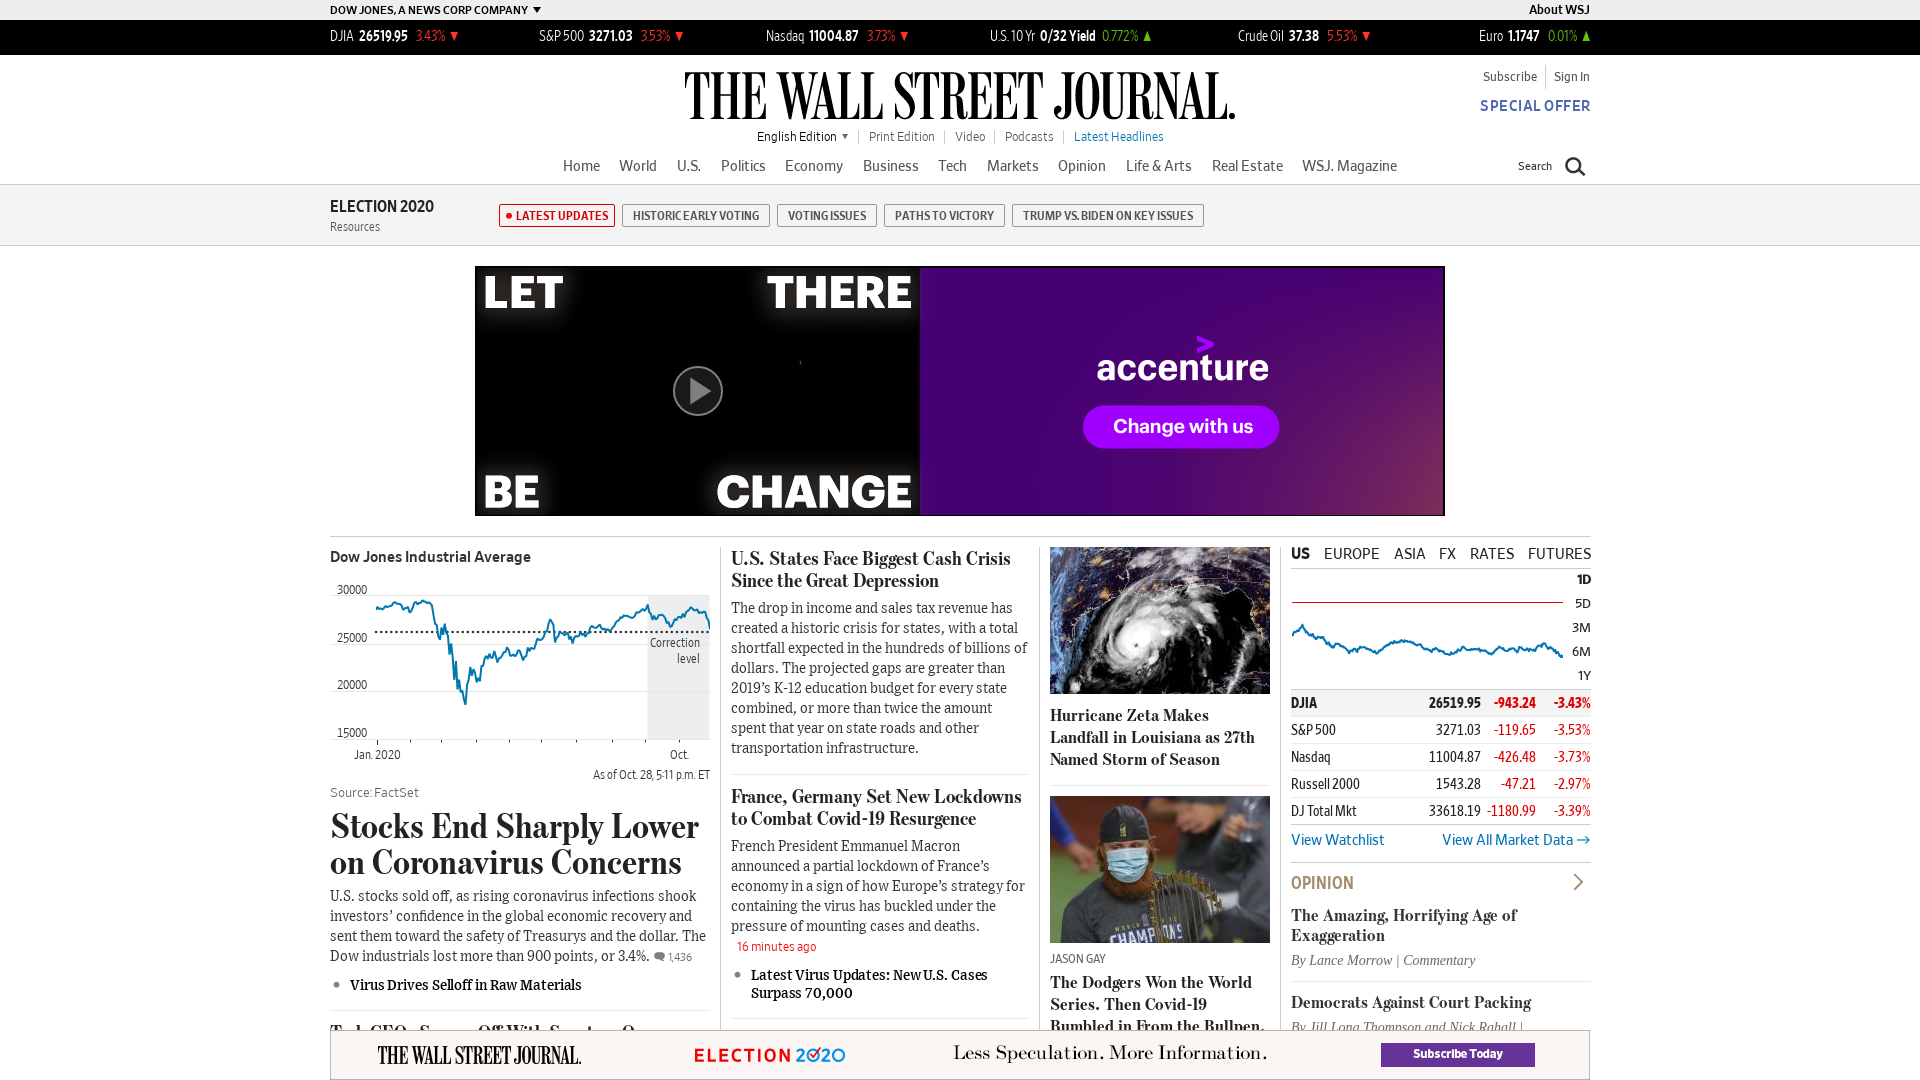 DOW JONES, A NEWS CORP COMPANY
About WSJ
DJIA 26519.95 3.43%
S&P 500 3271.03 3.53%
Nasdaq 11004.87 3.73%
U.S. 10 Yr 0/32 Yield 0.772%
Crude Oil 37.38 5.53%
Euro 1.1747 0.01%
THE WALL STREET JOURNAL.
Subscribe
Sign In
SPECIAL OFFER
English Edition
Print Edition
Video
Podcasts
Latest Headlines
Home
World
U.S.
Politics
Economy
Business
Tech
Markets
Opinion
Life & Arts
Real Estate
WSJ. Magazine
Search
ELECTION 2020
Resources
LATEST UPDATES
HISTORIC EARLY VOTING
VOTING ISSUES
PATHS TO VICTORY
TRUMP VS. BIDEN ON KEY ISSUES
LET THERE
BE CHANGE
>
accenture
Change with us
Dow Jones Industrial Average
30000
25000
20000
15000
Correction
level
Jan. 2020
Oct.
As of Oct. 28, 5:11 p.m. ET
Source: FactSet
Stocks End Sharply Lower
on Coronavirus Concerns
U.S. stocks sold off, as rising coronavirus infections shook
investors’ confidence in the global economic recovery and
sent them toward the safety of Treasurys and the dollar. The
Dow industrials lost more than 900 points, or 3.4%. 1,436
Virus Drives Selloff in Raw Materials
U.S. States Face Biggest Cash Crisis
Since the Great Depression
The drop in income and sales tax revenue has
created a historic crisis for states, with a total
shortfall expected in the hundreds of billions of
dollars. The projected gaps are greater than
2019’s K-12 education budget for every state
combined, or more than twice the amount
spent that year on state roads and other
transportation infrastructure.
France, Germany Set New Lockdowns
to Combat Covid-19 Resurgence
French President Emmanuel Macron
announced a partial lockdown of France’s
economy in a sign of how Europe’s strategy for
containing the virus has buckled under the
pressure of mounting cases and deaths.
16 minutes ago
Latest Virus Updates: New U.S. Cases
Surpass 70,000
Hurricane Zeta Makes
Landfall in Louisiana as 27th
Named Storm of Season
WORLD
CHAMPIONS
JASON GAY
The Dodgers Won the World
Series. Then Covid-19
Rumbled in From the Bullpen.
US
EUROPE
ASIA
FX
RATES
FUTURES
1D
5D
3M
6M
1Y
DJIA 26519.95 -943.24 -3.43%
S&P 500 3271.03 -119.65 -3.53%
Nasdaq 11004.87 -426.48 -3.73%
Russell 2000 1543.28 -47.21 -2.97%
DJ Total Mkt 33618.19 -1180.99 -3.39%
View Watchlist
View All Market Data
OPINION
The Amazing, Horrifying Age of
Exaggeration
By Lance Morrow | Commentary
Democrats Against Court Packing
By Jill Long Thompson and Nick Rahall |
THE WALL STREET JOURNAL.
ELECTION 2020
Less Speculation. More Information.
Subscribe Today